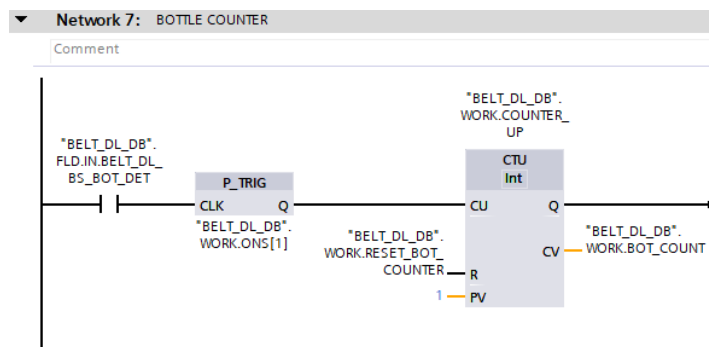 Network 7: BOTTLE COUNTER
Comment
"BELT_DL_DB".
WORK.COUNTER_
UP
"BELT_DL_DB".
FLD.IN.BELT_DL_
BS_BOT_DET
P_TRIG
CLK Q
"BELT_DL_DB".
WORK.ONS[1]
CTU
Int
CU Q
"BELT_DL_DB".
WORK.RESET_BOT_
COUNTER
R
1
PV
CV
"BELT_DL_DB".
WORK.BOT_COUNT